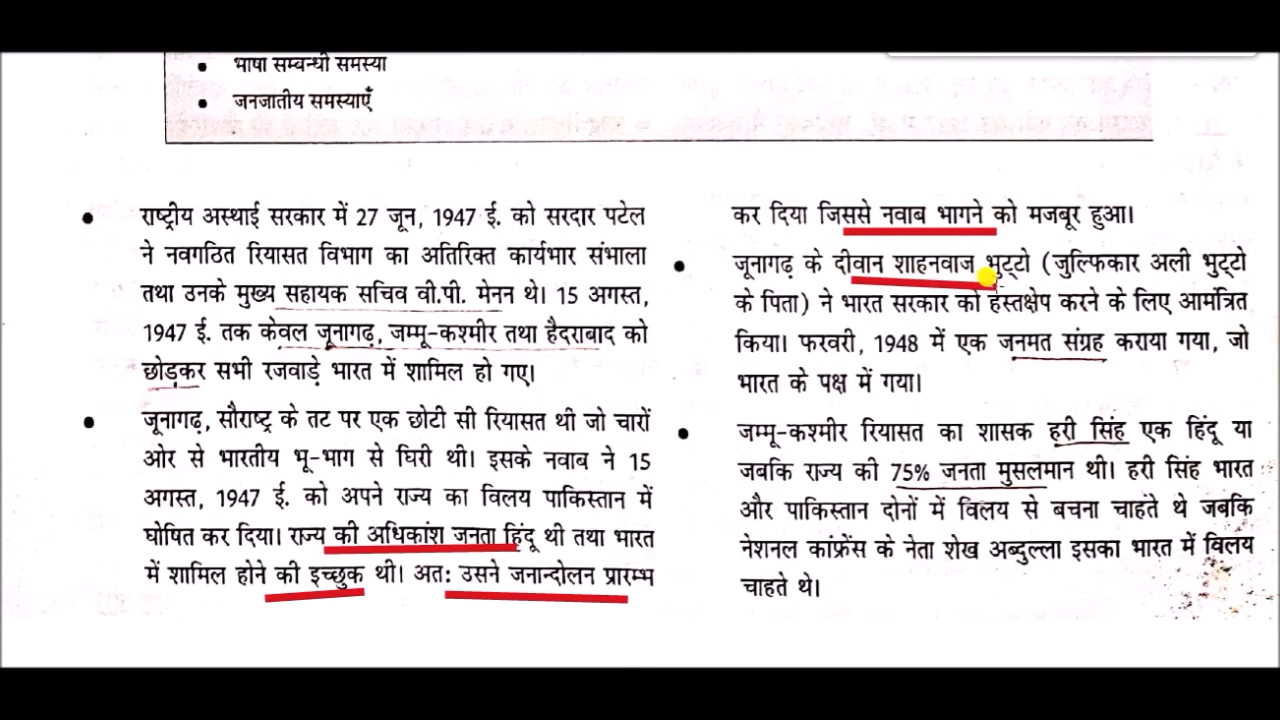 • भाषा सम्बन्धी समस्या
• जनजातीय समस्याएँ
• राष्ट्रीय अस्थाई सरकार में 27 जून, 1947 ई. को सरदार पटेल
ने नवगठित रियासत विभाग का अतिरिक्त कार्यभार संभाला
तथा उनके मुख्य सहायक सचिव वी.पी. मेनन थे। 15 अगस्त,
1947 ई. तक केवल जूनागढ़, जम्मू-कश्मीर तथा हैदराबाद को
छोड़कर सभी रजवाड़े भारत में शामिल हो गए।
• जूनागढ़, सौराष्ट्र के तट पर एक छोटी सी रियासत थी जो चारों
ओर से भारतीय भू-भाग से घिरी थी। इसके नवाब ने 15
अगस्त, 1947 ई. को अपने राज्य का विलय पाकिस्तान में
घोषित कर दिया। राज्य की अधिकांश जनता हिंदू थी तथा भारत
में शामिल होने की इच्छुक थी। अतः उसने जनान्दोलन प्रारम्भ
कर दिया जिससे नवाब भागने को मजबूर हुआ।
• जूनागढ़ के दीवान शाहनवाज भुट्टो (जुल्फिकार अली भुट्टो
के पिता) ने भारत सरकार को हस्तक्षेप करने के लिए आमंत्रित
किया। फरवरी, 1948 में एक जनमत संग्रह कराया गया, जो
भारत के पक्ष में गया।
• जम्मू-कश्मीर रियासत का शासक हरी सिंह एक हिंदू या
जबकि राज्य की 75% जनता मुसलमान थी। हरी सिंह भारत
और पाकिस्तान दोनों में विलय से बचना चाहते थे जबकि
नेशनल कांफ्रेंस के नेता शेख अब्दुल्ला इसका भारत में विलय
चाहते थे।